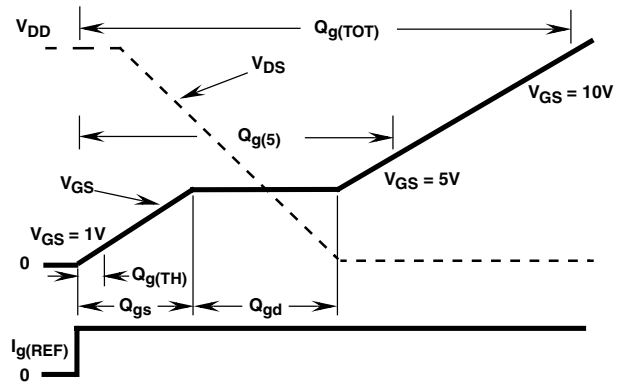 V_DD
Q_g(TOT)
V_DS
V_GS = 10V
Q_g(5)
V_GS
V_GS = 5V
V_GS = 1V
0
Q_g(TH)
Q_gs
Q_gd
I_g(REF)
0